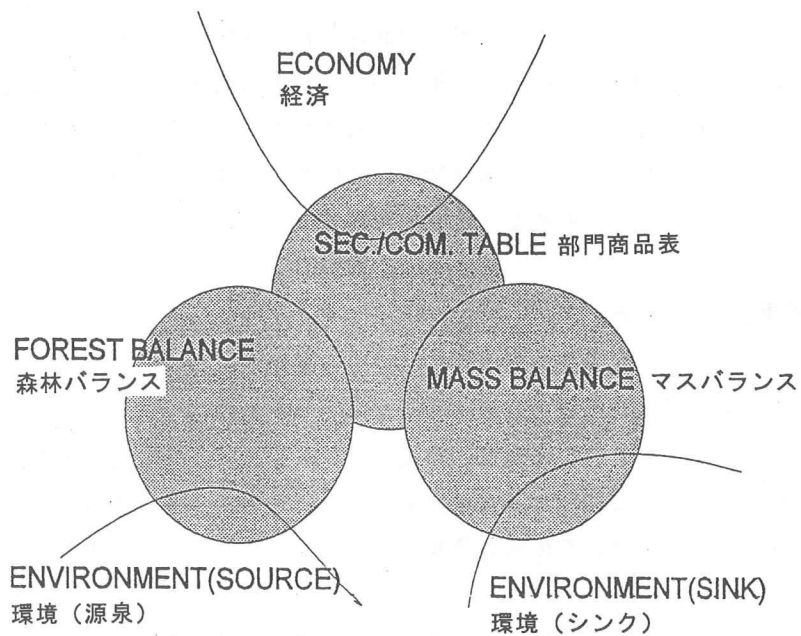 ECONOMY
経済
SEC./COM. TABLE 部門商品表
FOREST BALANCE
森林バランス
MASS BALANCE マスバランス
ENVIRONMENT(SOURCE)
環境（源泉）
ENVIRONMENT(SINK)
環境（シンク）